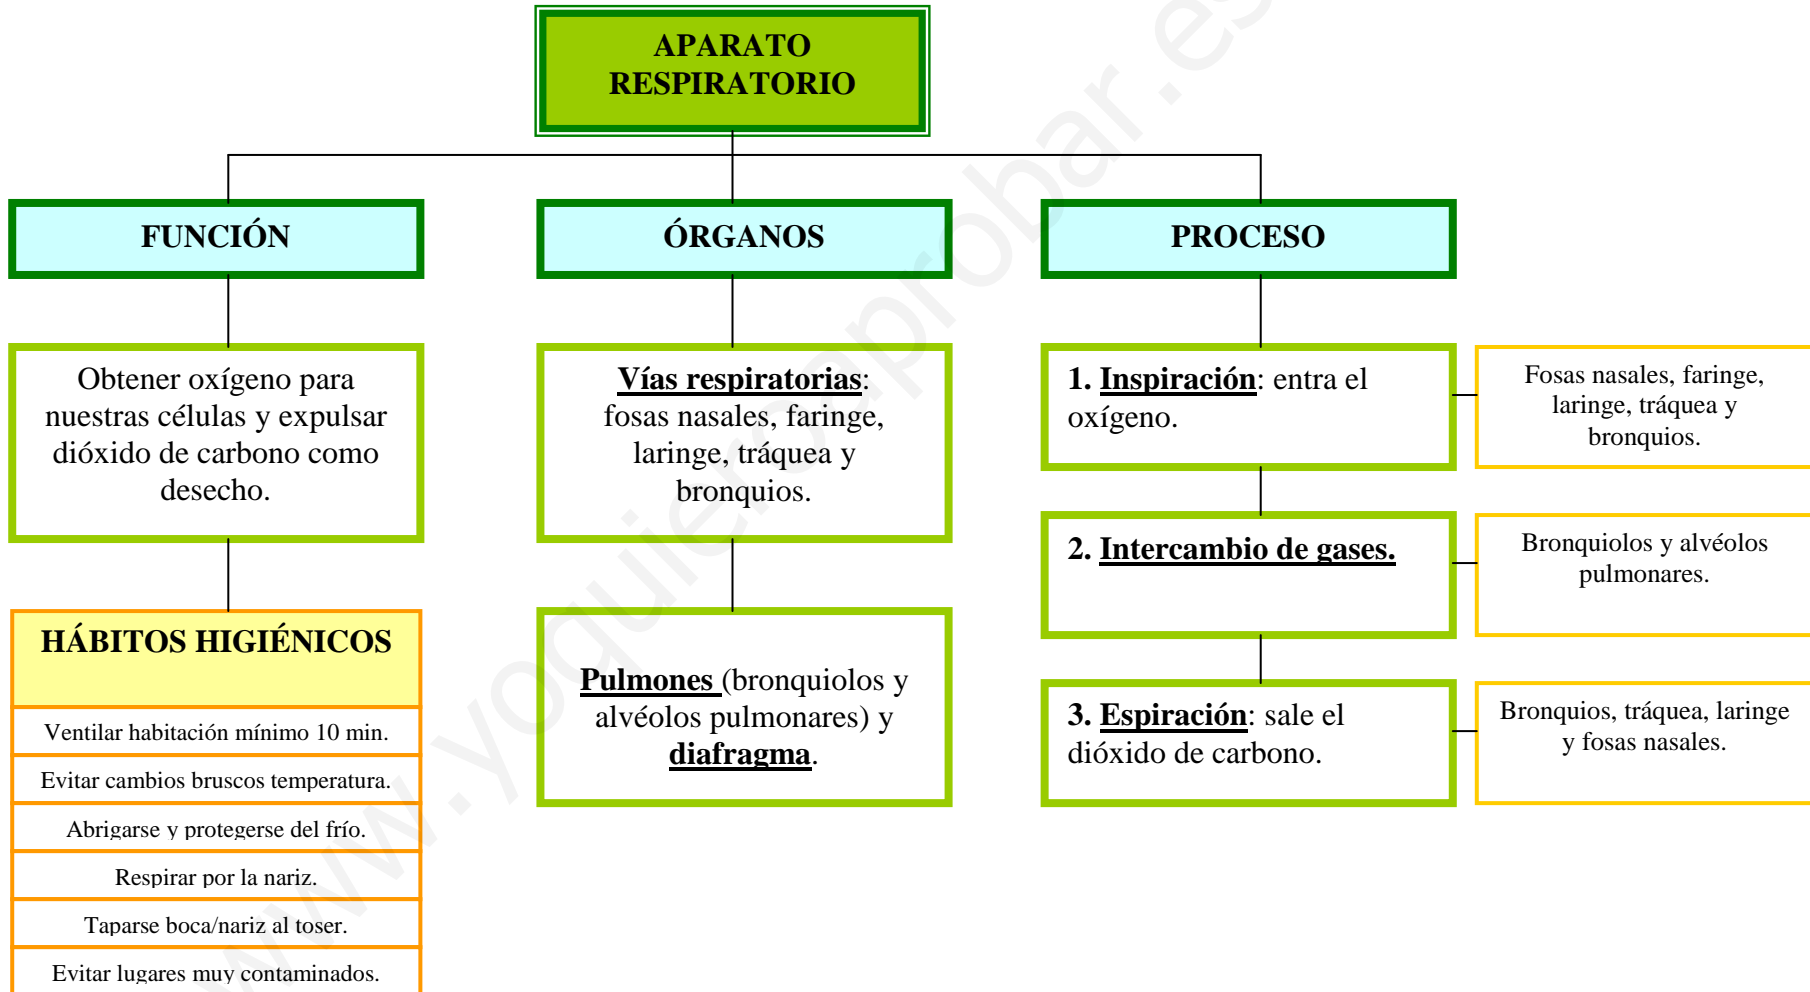 APARATO
RESPIRATORIO
FUNCIÓN
ÓRGANOS
PROCESO
Obtener oxígeno para
nuestras células y expulsar
dióxido de carbono como
desecho.
Vías respiratorias:
fosas nasales, faringe,
laringe, tráquea y
bronquios.
1. Inspiración: entra el
oxígeno.
Fosas nasales, faringe,
laringe, tráquea y
bronquios.
2. Intercambio de gases.
Bronquiolos y alvéolos
pulmonares.
HÁBITOS HIGIÉNICOS
Ventilar habitación mínimo 10 min.
Evitar cambios bruscos temperatura.
Abrigarse y protegerse del frío.
Respirar por la nariz.
Taparse boca/nariz al toser.
Evitar lugares muy contaminados.
Pulmones (bronquiolos y
alvéolos pulmonares) y
diafragma.
3. Espiración: sale el
dióxido de carbono.
Bronquios, tráquea, laringe
y fosas nasales.
www.yoquieroaprobar.es